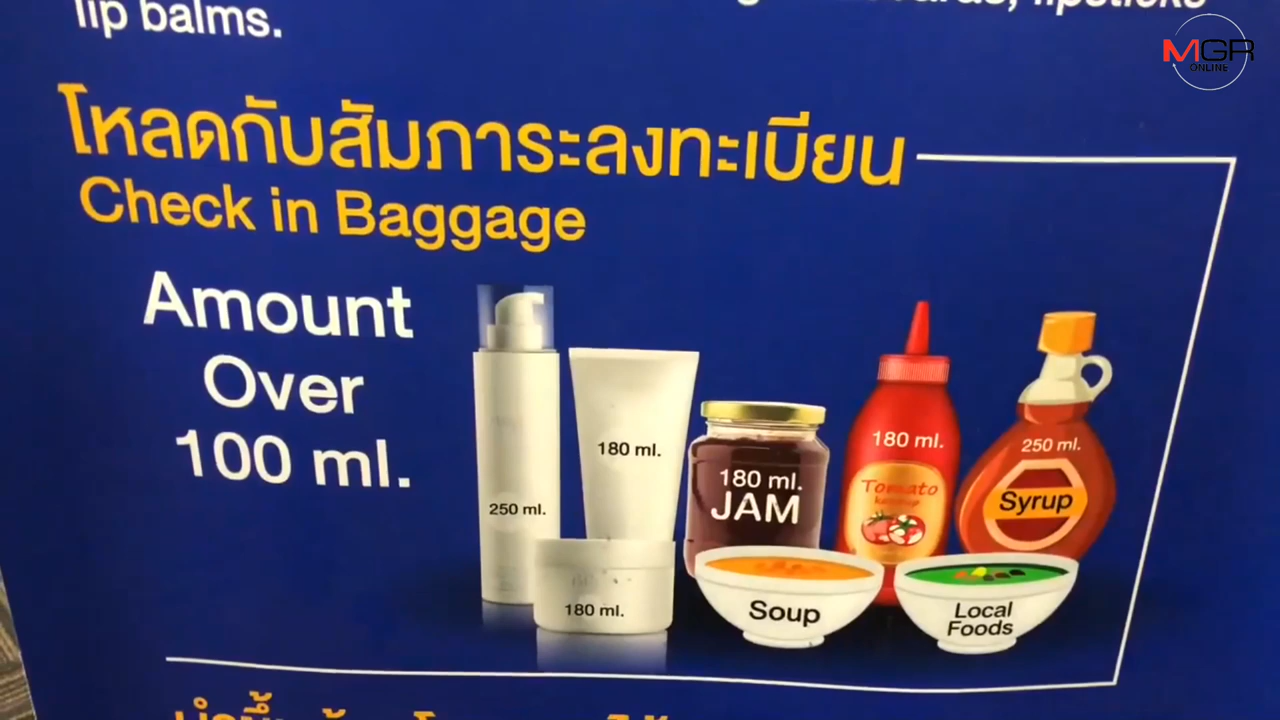 lipsticks
lip balms.
MGR
ONLINE
โหลดกับสัมภาระลงทะเบียน
Check in Baggage
Amount
Over
100 ml.
250 ml.
180 ml.
180 ml.
180 ml.
JAM
180 ml.
Tomato
ketchup
250 ml.
Syrup
Soup
Local
Foods